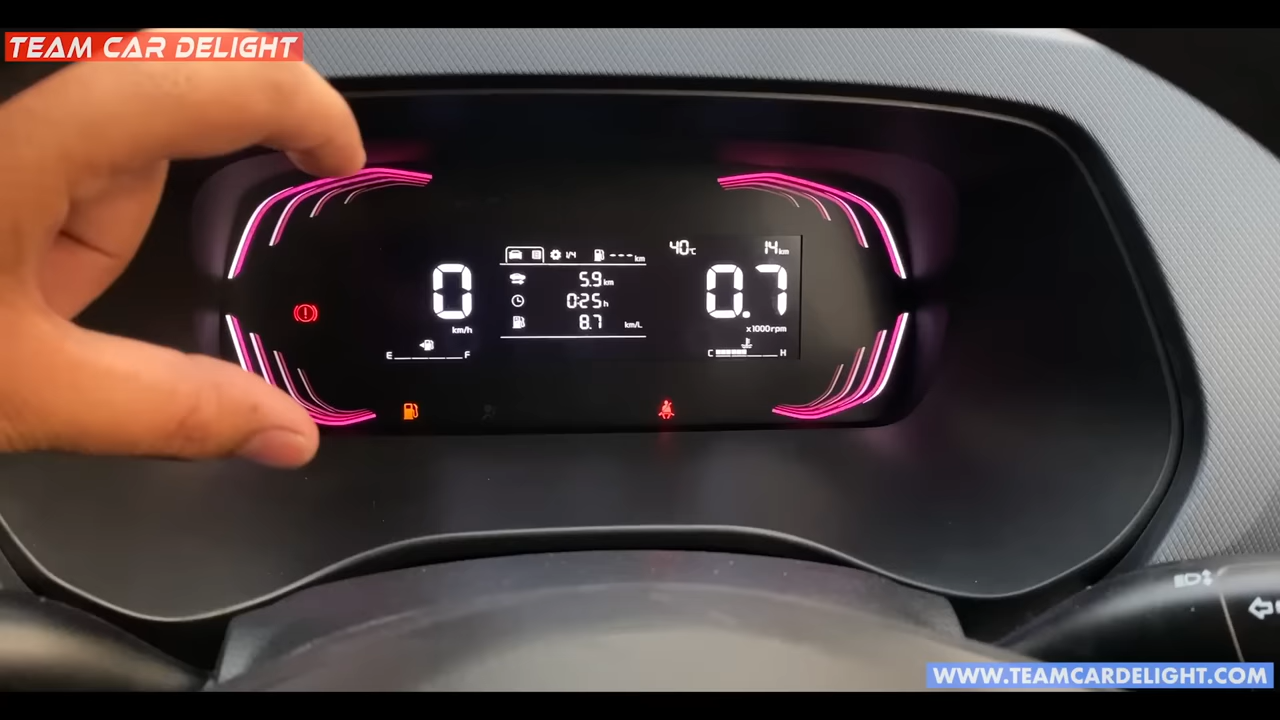 TEAM CAR DELIGHT
40°C 14km
1/4 ---km
5.9km
0:25h
8.7 km/L
0 km/h
0.7 x1000rpm
E F
C H
WWW.TEAMCARDELIGHT.COM